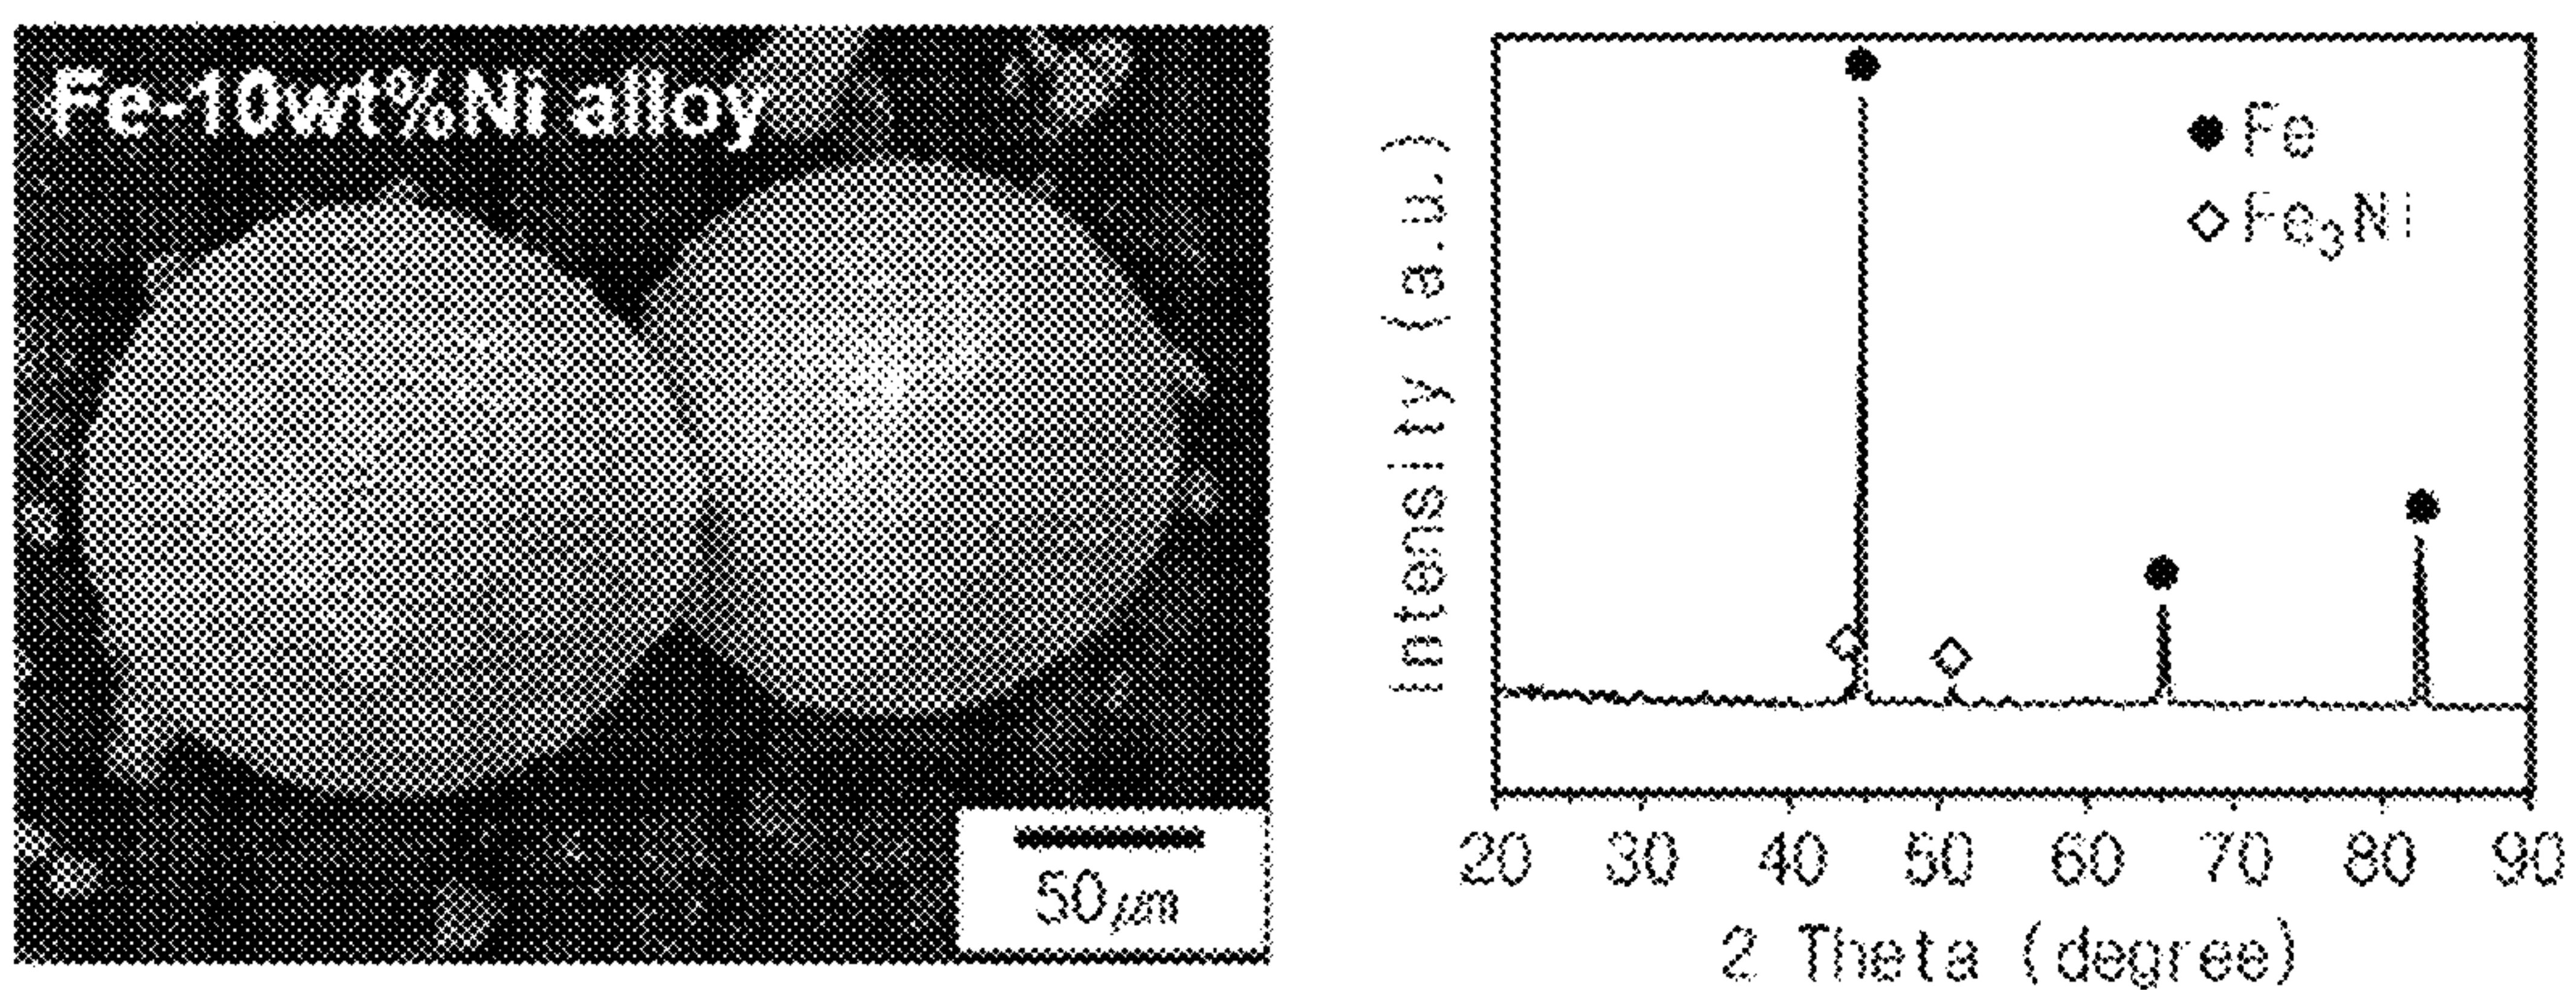 Fe-10wt%Ni alloy
50μm
Intensity (a.u.)
Fe
Fe₃Ni
20 30 40 50 60 70 80 90
2 Theta (degree)